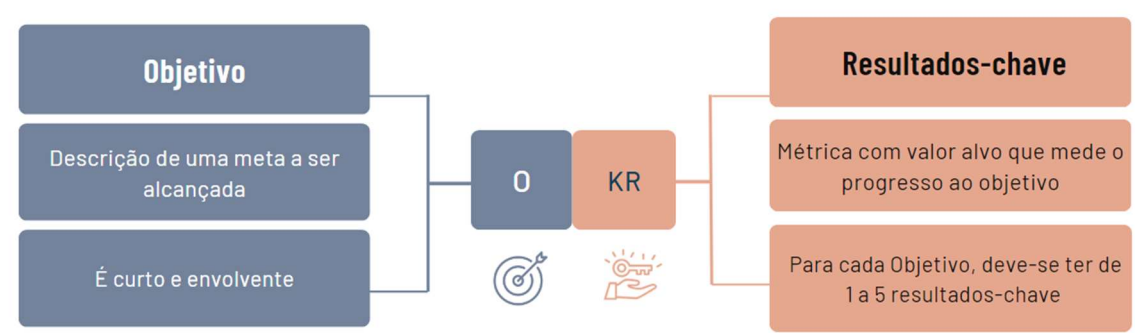 Objetivo
Descrição de uma meta a ser
alcançada
É curto e envolvente
O
KR
Resultados-chave
Métrica com valor alvo que mede o
progresso ao objetivo
Para cada Objetivo, deve-se ter de
1 a 5 resultados-chave